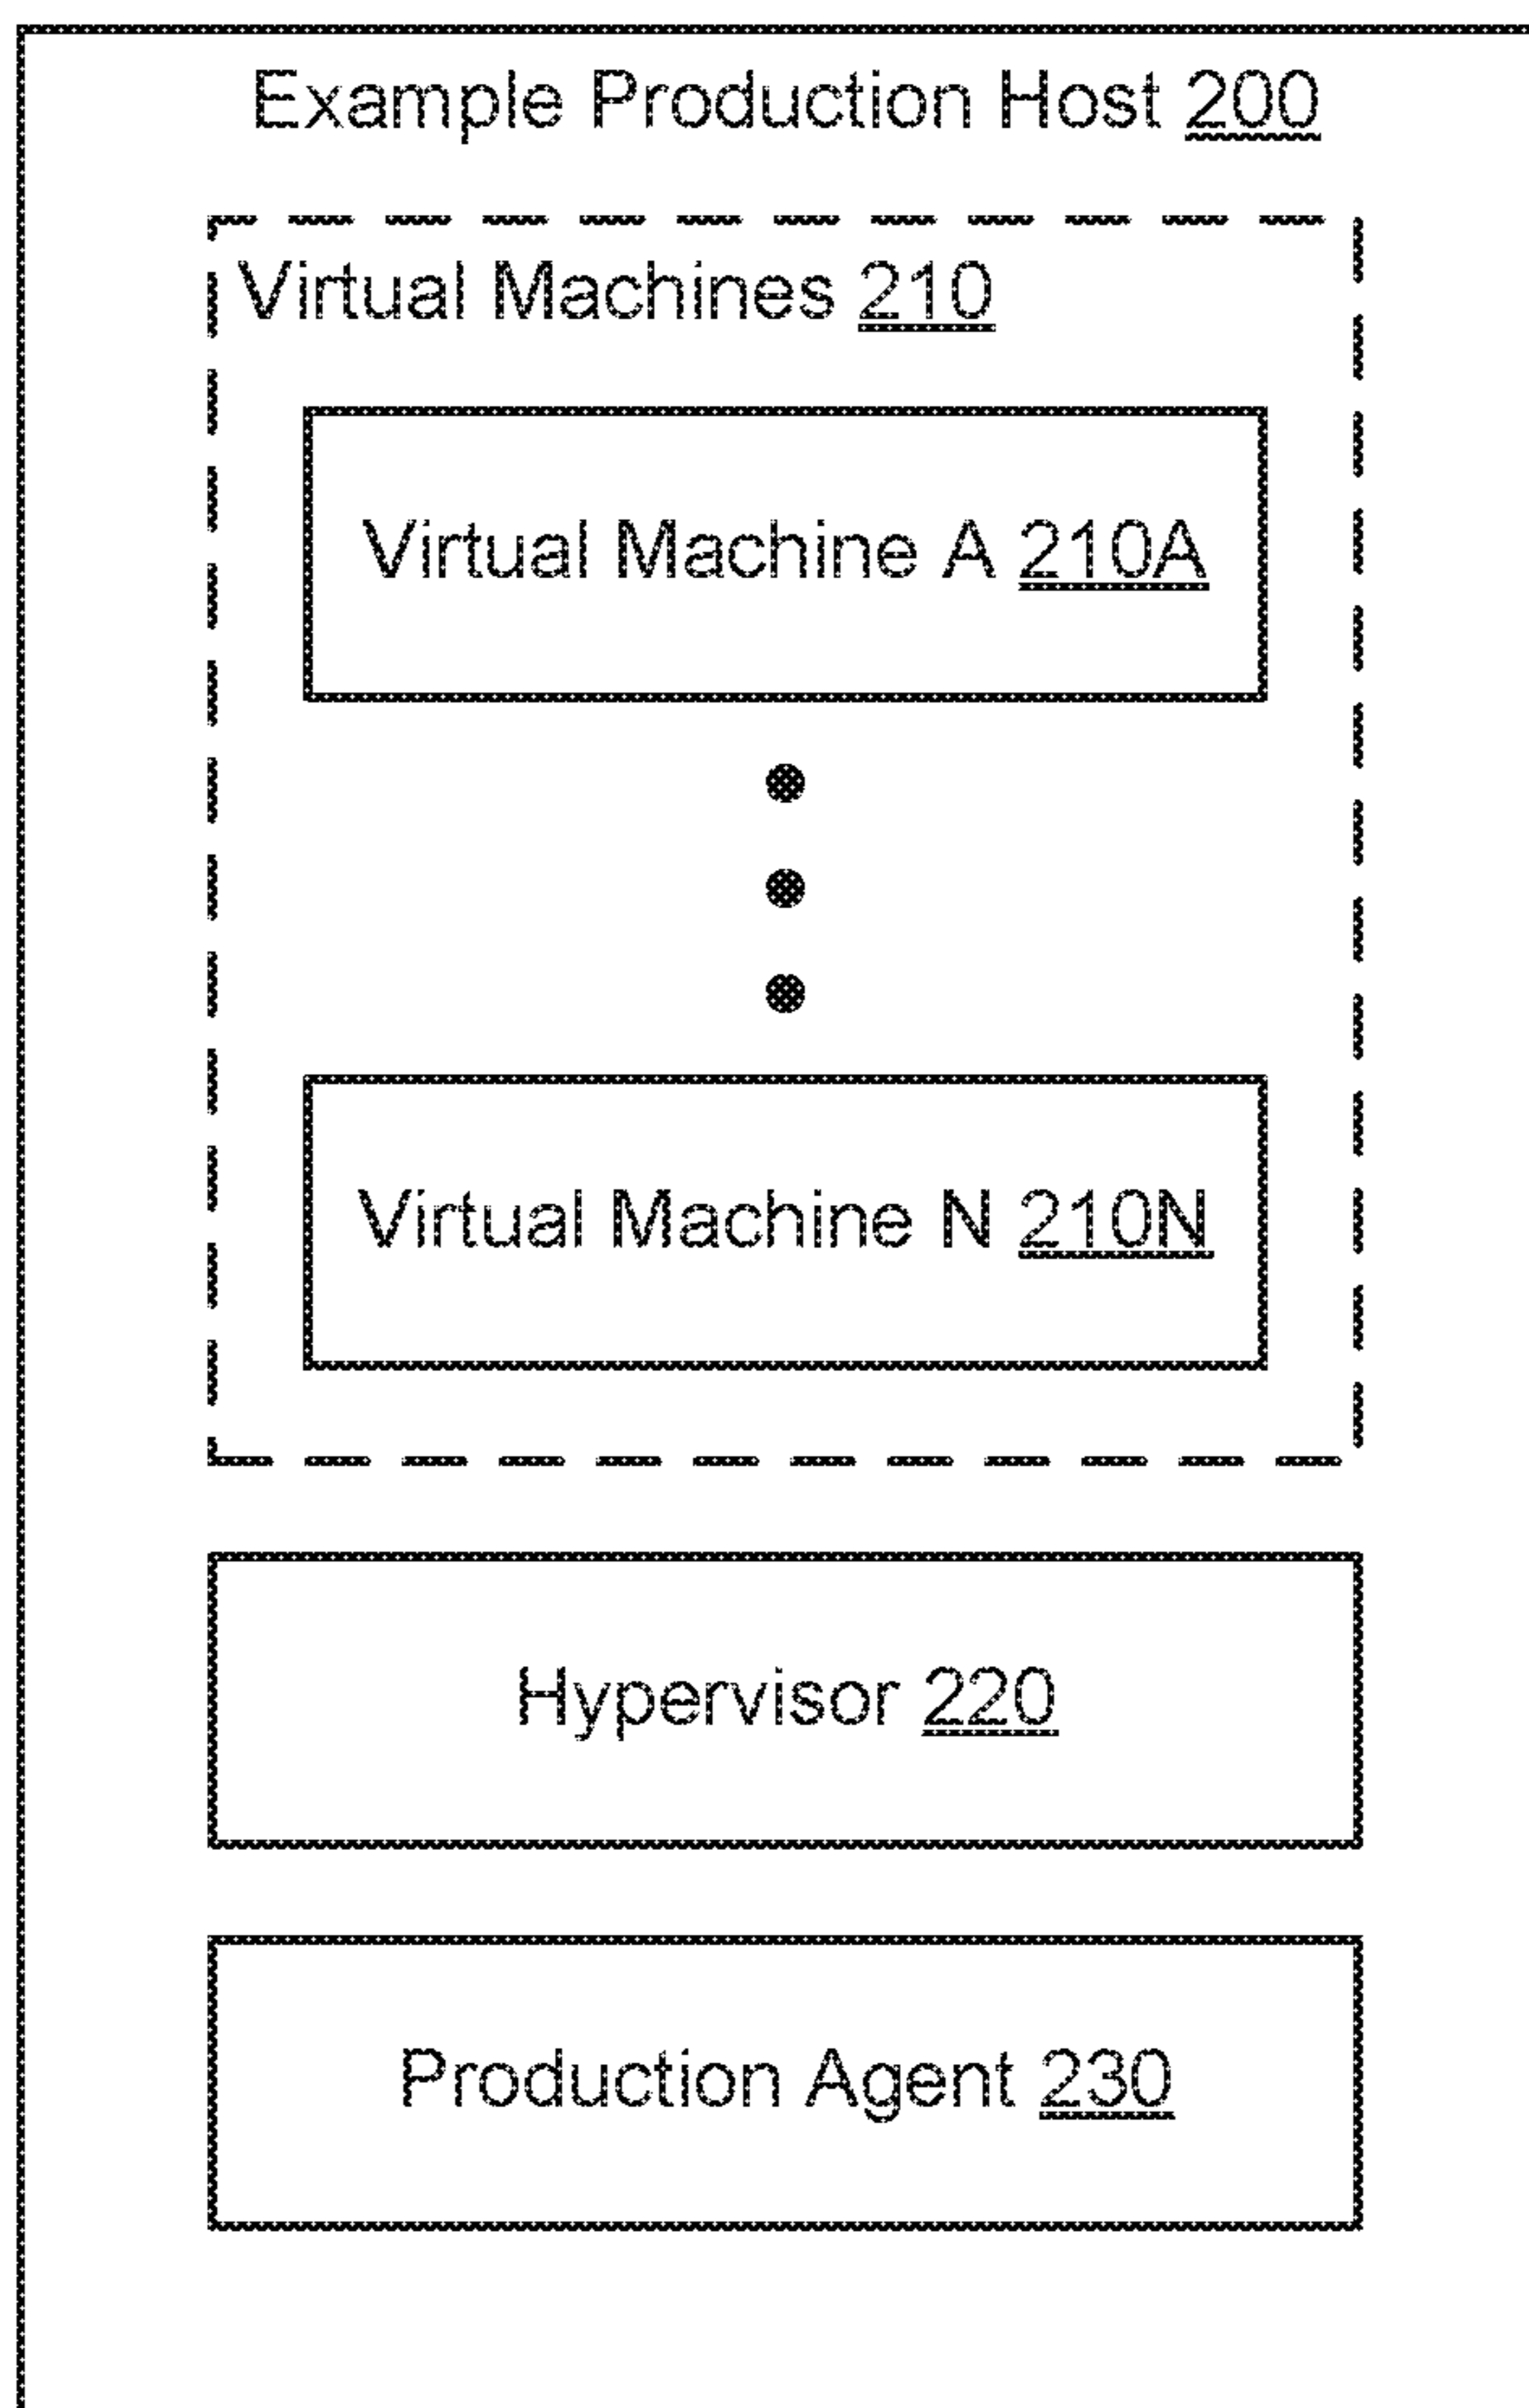 Example Production Host 200
Virtual Machines 210
Virtual Machine A 210A
Virtual Machine N 210N
Hypervisor 220
Production Agent 230